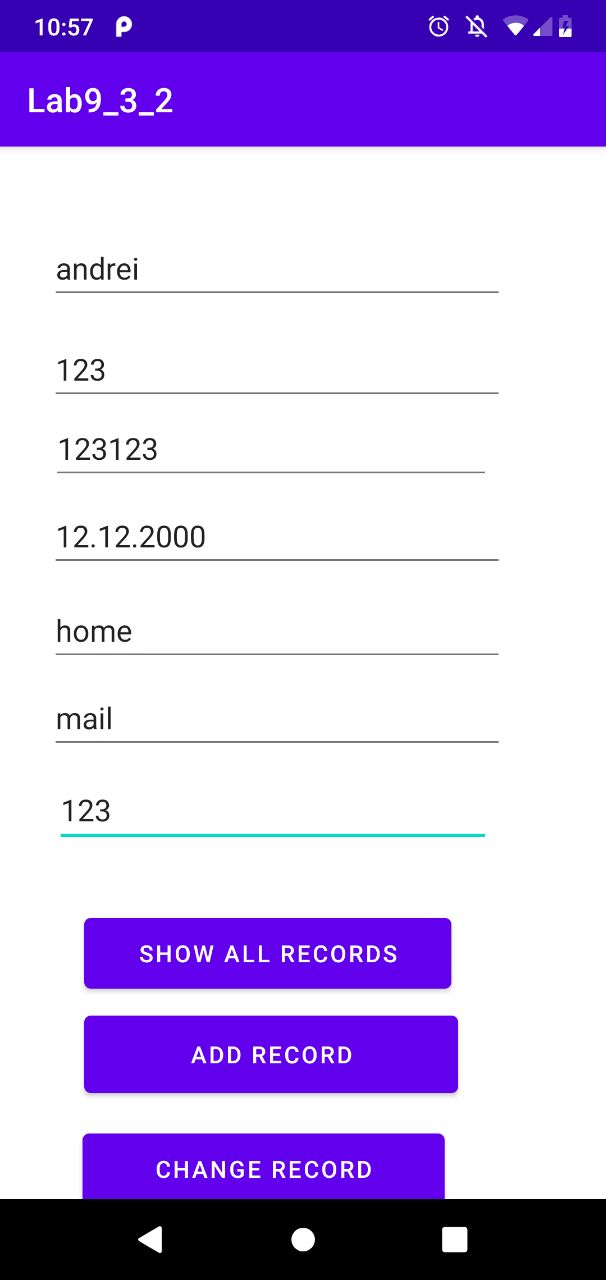 10:57
Lab9_3_2
andrei
123
123123
12.12.2000
home
mail
123
SHOW ALL RECORDS
ADD RECORD
CHANGE RECORD